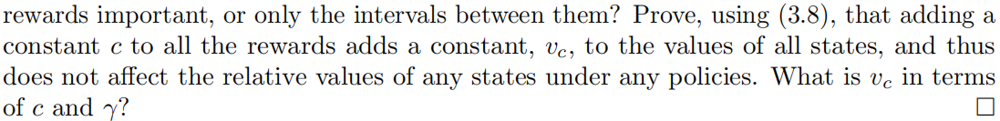 rewards important, or only the intervals between them? Prove, using (3.8), that adding a
constant c to all the rewards adds a constant, v_c, to the values of all states, and thus
does not affect the relative values of any states under any policies. What is v_c in terms
of c and γ? □